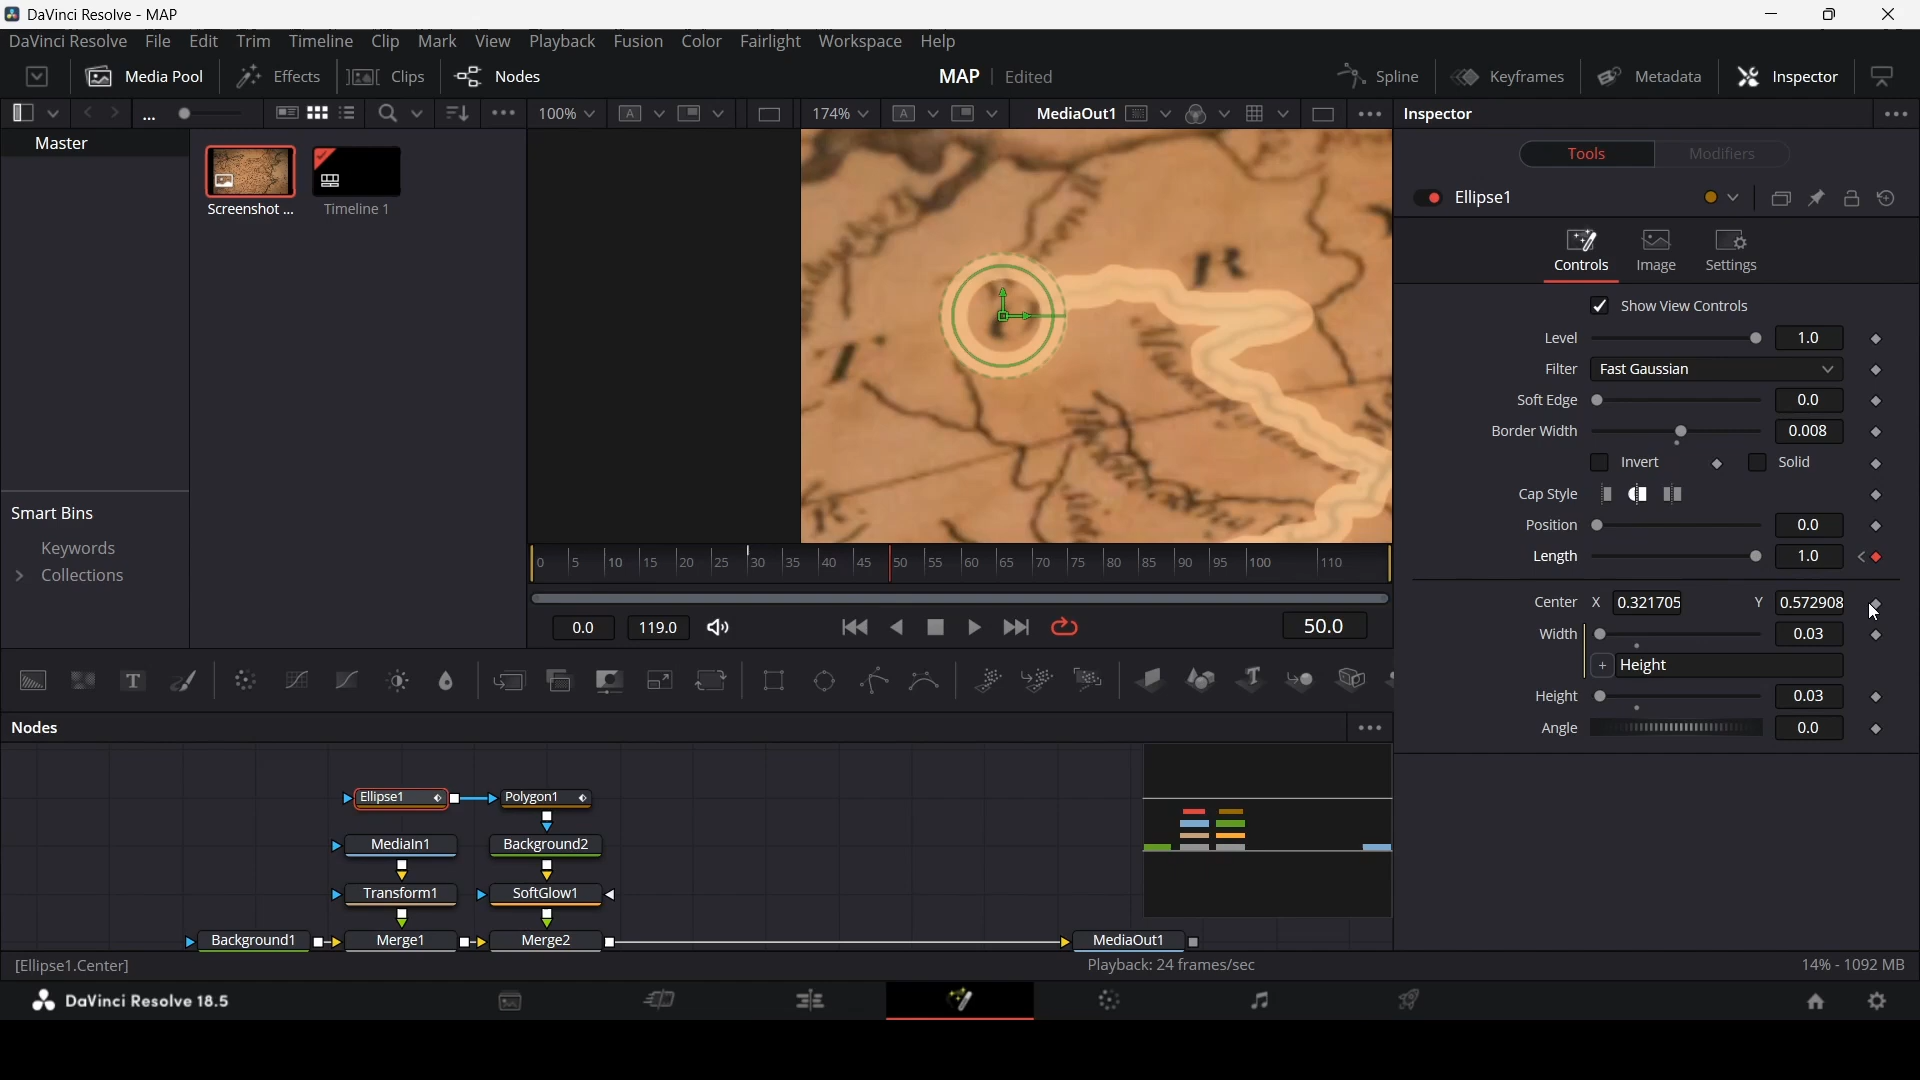 DaVinci Resolve - MAP
DaVinci Resolve File Edit Trim Timeline Clip Mark View Playback Fusion Color Fairlight Workspace Help
Media Pool Effects Clips Nodes MAP Edited Spline Keyframes Metadata Inspector
... 100% A 174% A MediaOut1 Inspector
Master
Tools Modifiers
Ellipse1
Screenshot ... Timeline 1
Controls Image Settings
Show View Controls
Level 1.0
Filter Fast Gaussian
Soft Edge 0.0
Border Width 0.008
Invert Solid
Cap Style
Position 0.0
Length 1.0
Smart Bins
Keywords
Collections
R
0 5 10 15 20 25 30 35 40 45 50 55 60 65 70 75 80 85 90 95 100 110
0.0 119.0 50.0
Center X 0.321705 Y 0.572908
Width 0.03
+ Height
Height 0.03
Angle 0.0
T T
Nodes
Ellipse1 Polygon1
MediaIn1 Background2
Transform1 SoftGlow1
Background1 Merge1 Merge2 MediaOut1
[Ellipse1.Center] Playback: 24 frames/sec 14% - 1092 MB
DaVinci Resolve 18.5